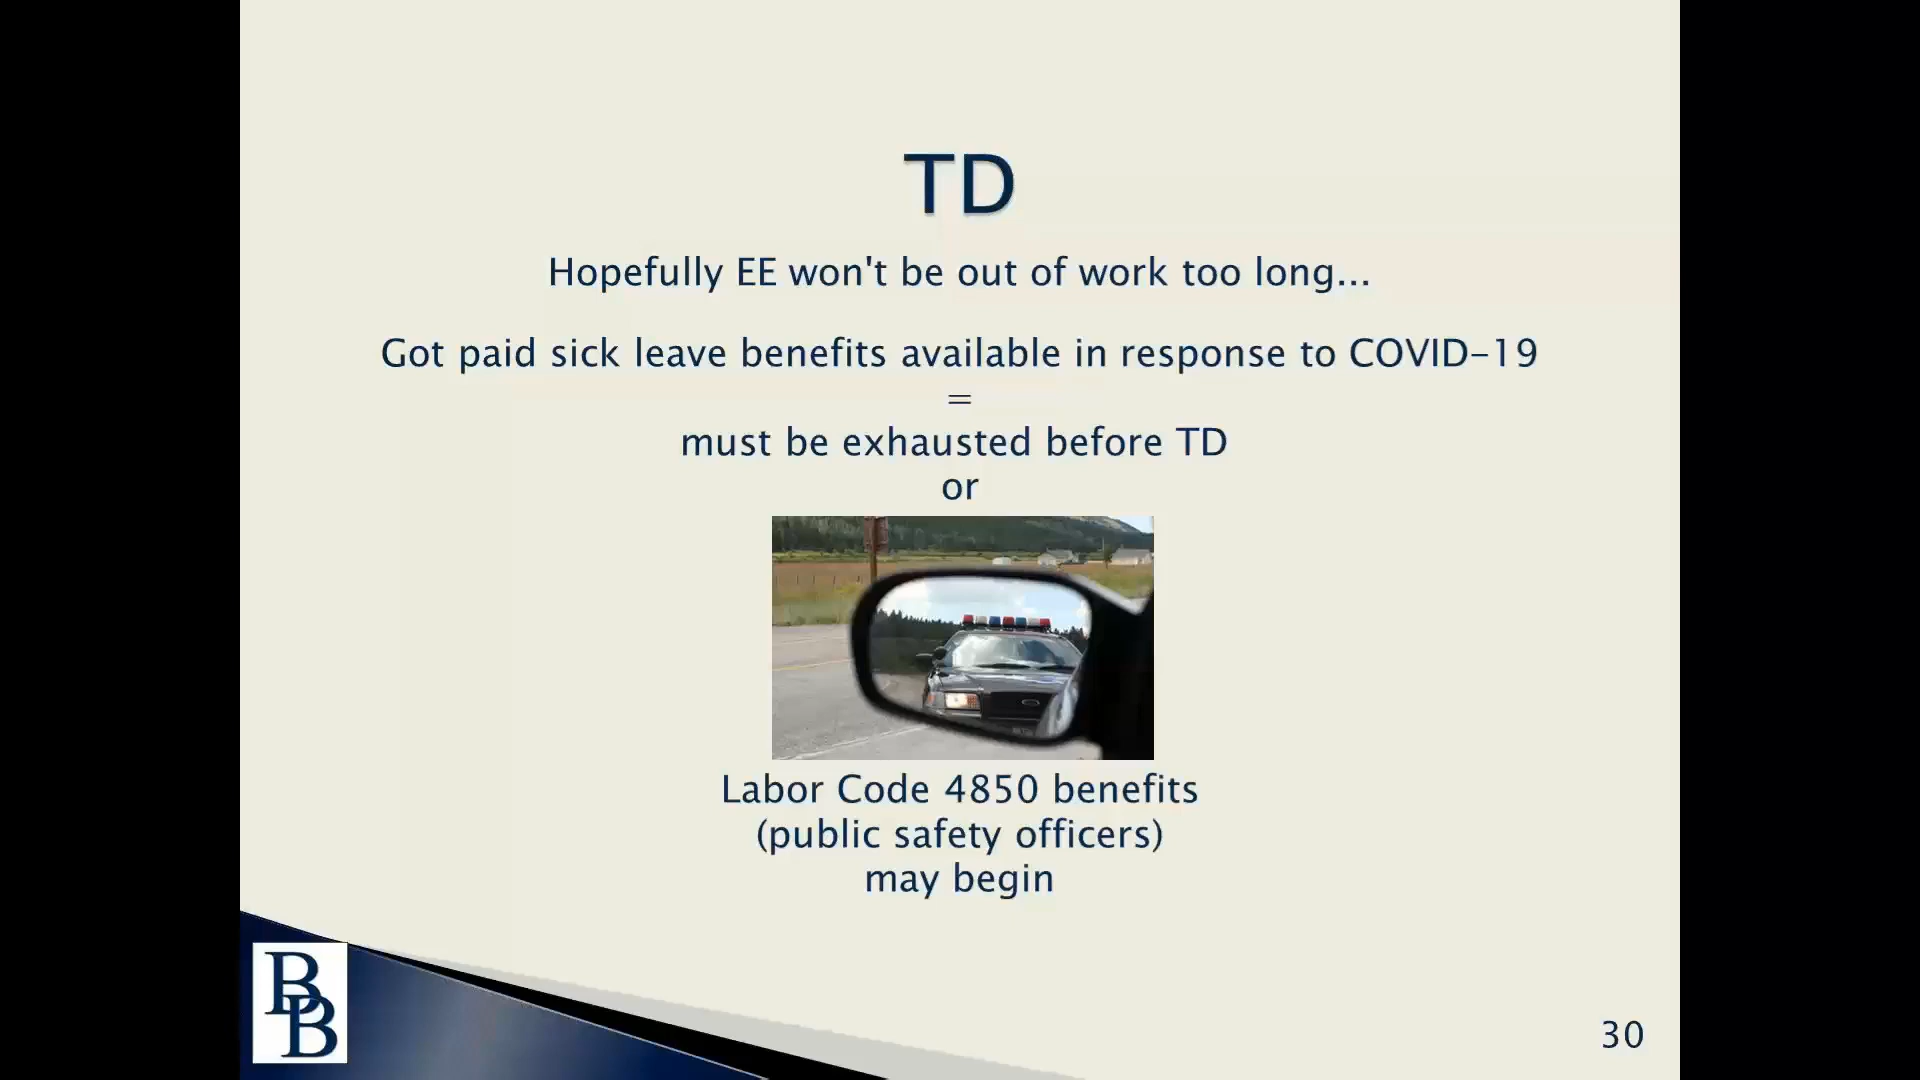 TD
Hopefully EE won't be out of work too long...
Got paid sick leave benefits available in response to COVID-19
=
must be exhausted before TD
or
Labor Code 4850 benefits
(public safety officers)
may begin
BB
30